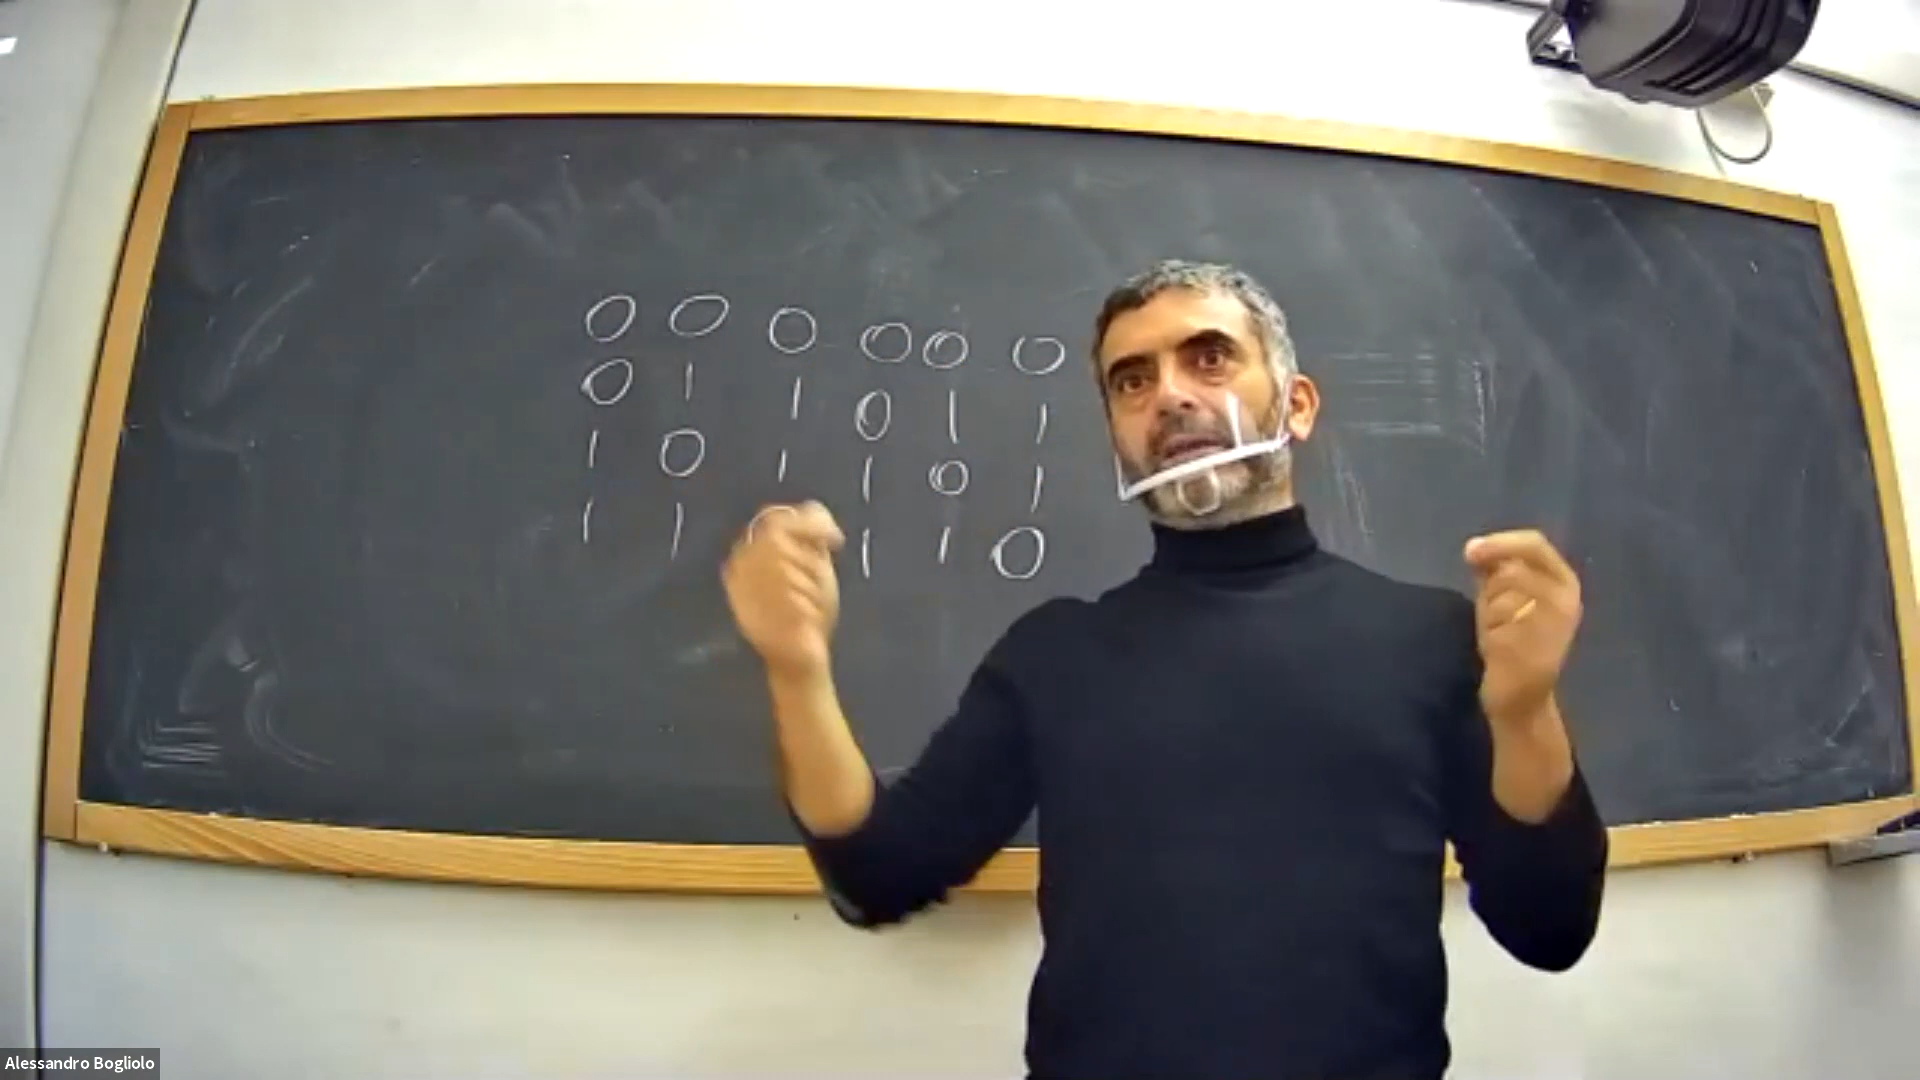 0 0 0 0 0 0
0 1 1 0 1 1
1 0 1 1 0 1
1 1 0 1 1 0
Alessandro Bogliolo